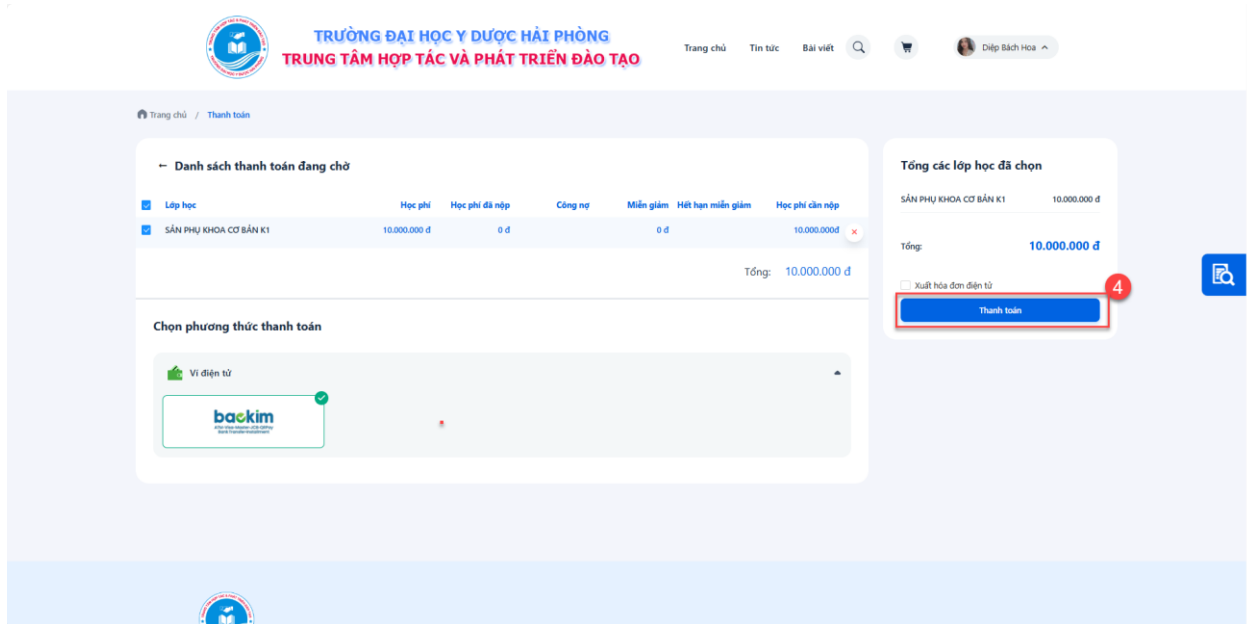 TRƯỜNG ĐẠI HỌC Y DƯỢC HẢI PHÒNG
TRUNG TÂM HỢP TÁC VÀ PHÁT TRIỂN ĐÀO TẠO
Trang chủ Tin tức Bài viết Diệp Bách Hoa
Trang chủ / Thanh toán
← Danh sách thanh toán đang chờ
Lớp học Học phí Học phí đã nộp Công nợ Miễn giảm Hết hạn miễn giảm Học phí cần nộp
SẢN PHỤ KHOA CƠ BẢN K1 10.000.000 đ 0 đ 0 đ 10.000.000đ
Tổng: 10.000.000 đ
Chọn phương thức thanh toán
Ví điện tử
baokim
Tổng các lớp học đã chọn
SẢN PHỤ KHOA CƠ BẢN K1 10.000.000 đ
Tổng: 10.000.000 đ
Xuất hóa đơn điện tử
4
Thanh toán